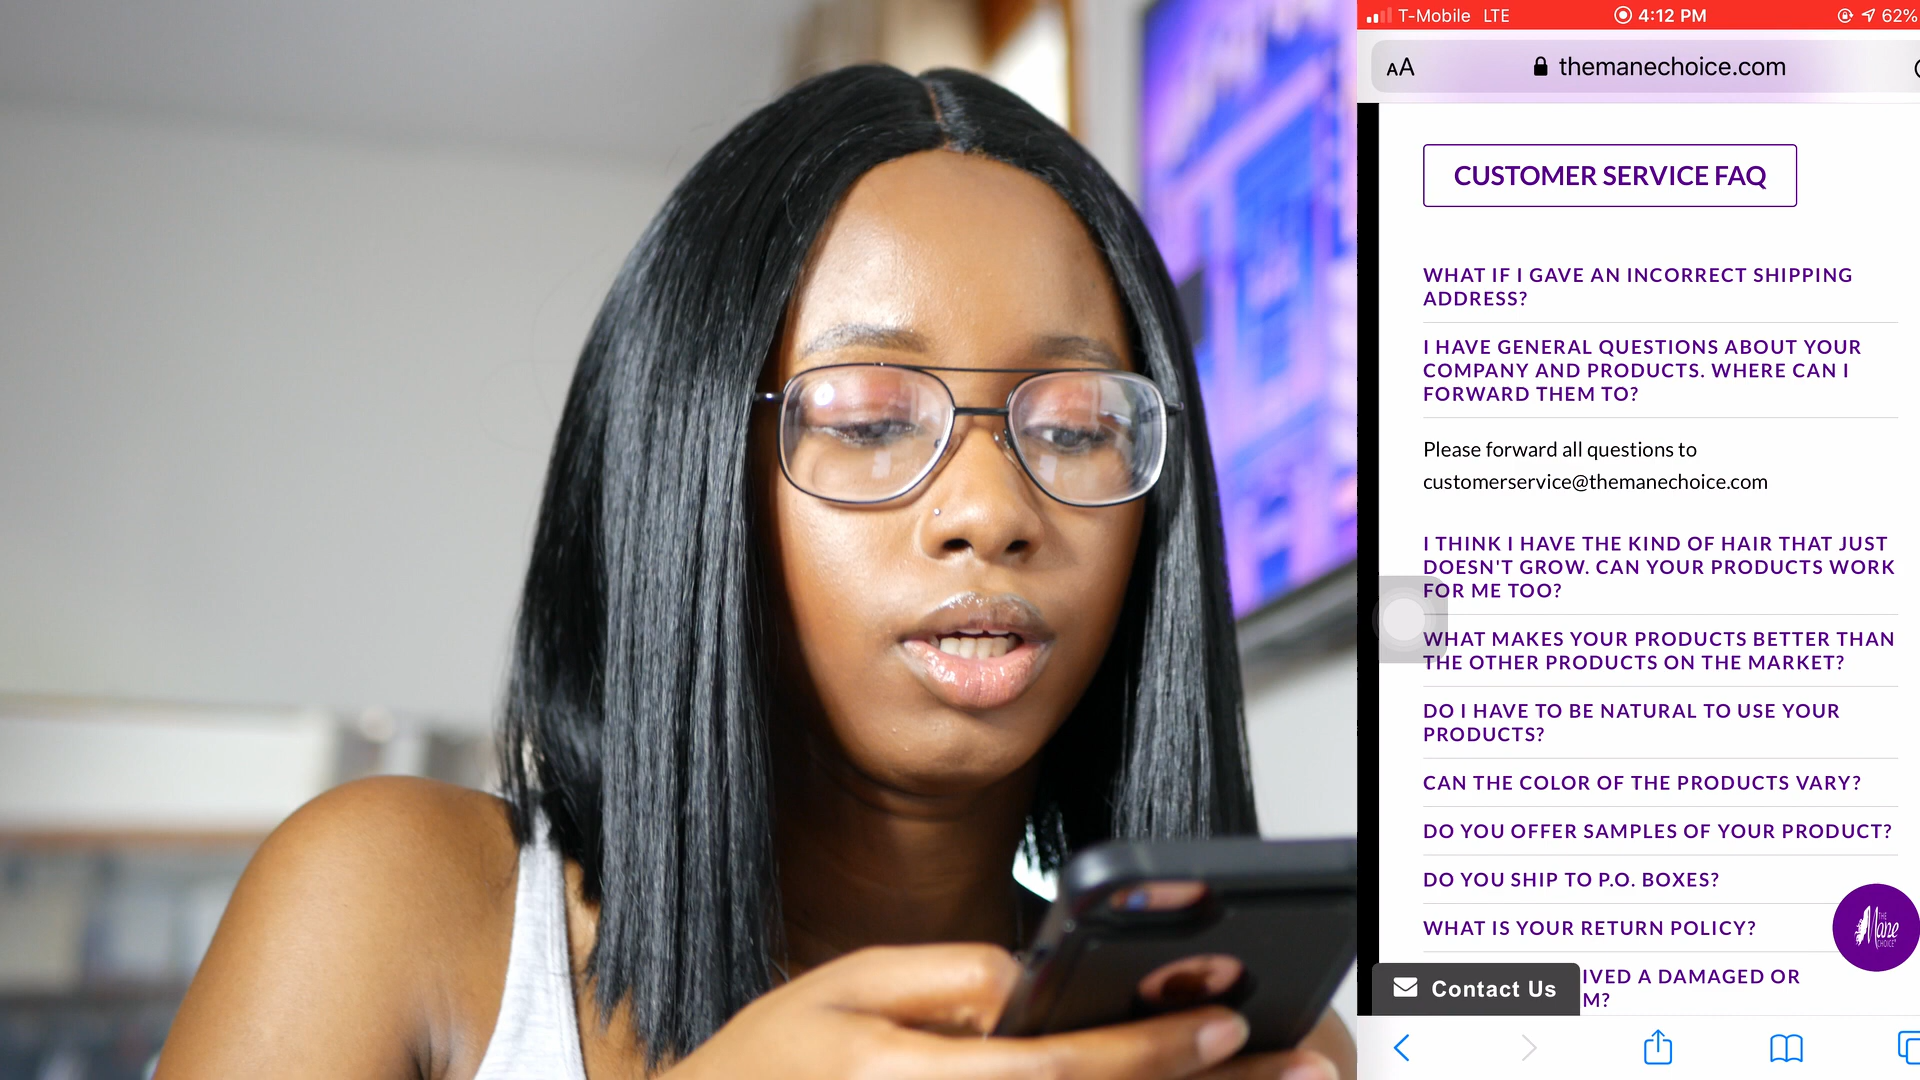 T-Mobile LTE 4:12 PM 62%
AA themanechoice.com
CUSTOMER SERVICE FAQ
WHAT IF I GAVE AN INCORRECT SHIPPING
ADDRESS?
I HAVE GENERAL QUESTIONS ABOUT YOUR
COMPANY AND PRODUCTS. WHERE CAN I
FORWARD THEM TO?
Please forward all questions to
customerservice@themanechoice.com
I THINK I HAVE THE KIND OF HAIR THAT JUST
DOESN'T GROW. CAN YOUR PRODUCTS WORK
FOR ME TOO?
WHAT MAKES YOUR PRODUCTS BETTER THAN
THE OTHER PRODUCTS ON THE MARKET?
DO I HAVE TO BE NATURAL TO USE YOUR
PRODUCTS?
CAN THE COLOR OF THE PRODUCTS VARY?
DO YOU OFFER SAMPLES OF YOUR PRODUCT?
DO YOU SHIP TO P.O. BOXES?
WHAT IS YOUR RETURN POLICY?
THE
Mane
CHOICE
IVED A DAMAGED OR
M?
Contact Us